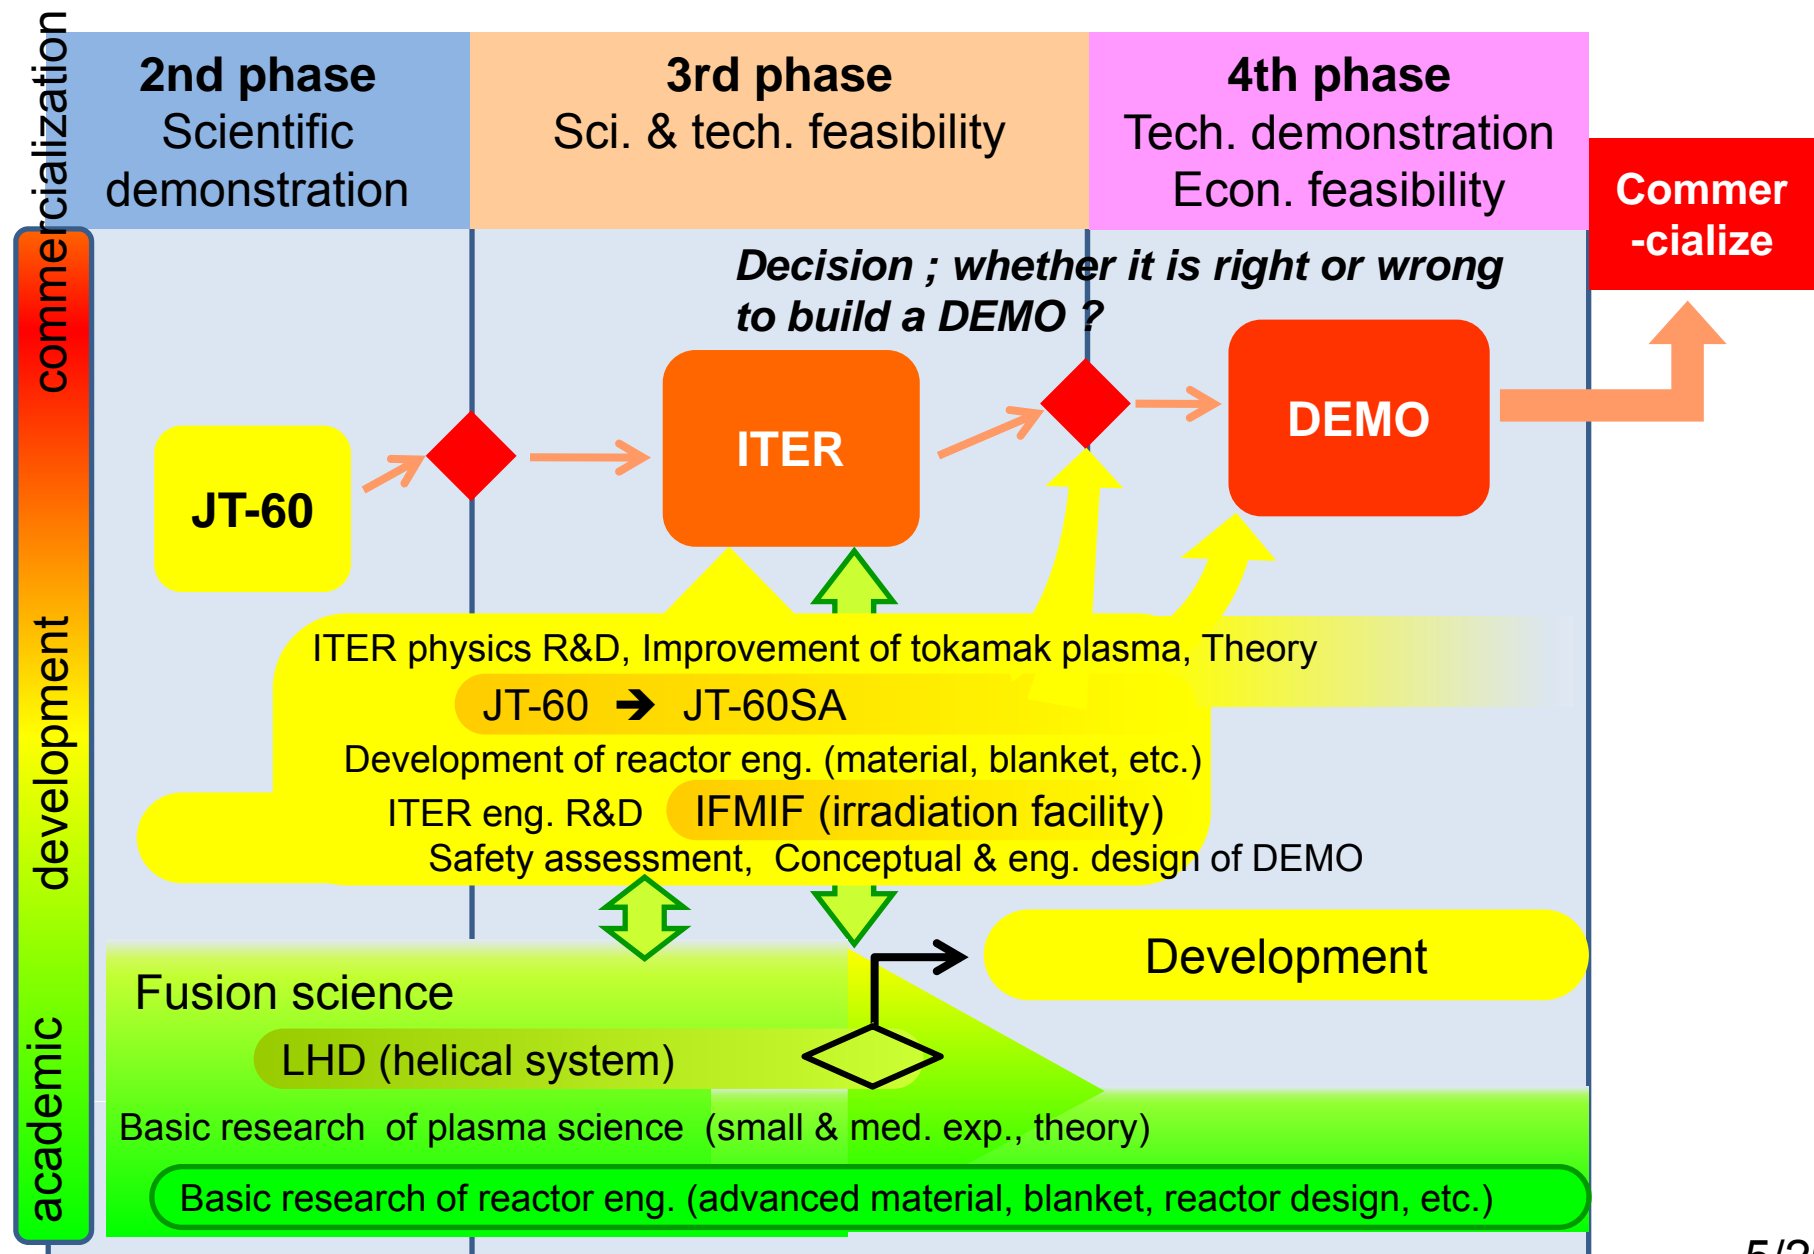 2nd phase
Scientific
demonstration
3rd phase
Sci. & tech. feasibility
4th phase
Tech. demonstration
Econ. feasibility
Commer
-cialize
commercialization
development
academic
Decision ; whether it is right or wrong
to build a DEMO ?
JT-60
ITER
DEMO
ITER physics R&D, Improvement of tokamak plasma, Theory
JT-60 ➔ JT-60SA
Development of reactor eng. (material, blanket, etc.)
ITER eng. R&D IFMIF (irradiation facility)
Safety assessment, Conceptual & eng. design of DEMO
Development
Fusion science
LHD (helical system)
Basic research of plasma science (small & med. exp., theory)
Basic research of reactor eng. (advanced material, blanket, reactor design, etc.)